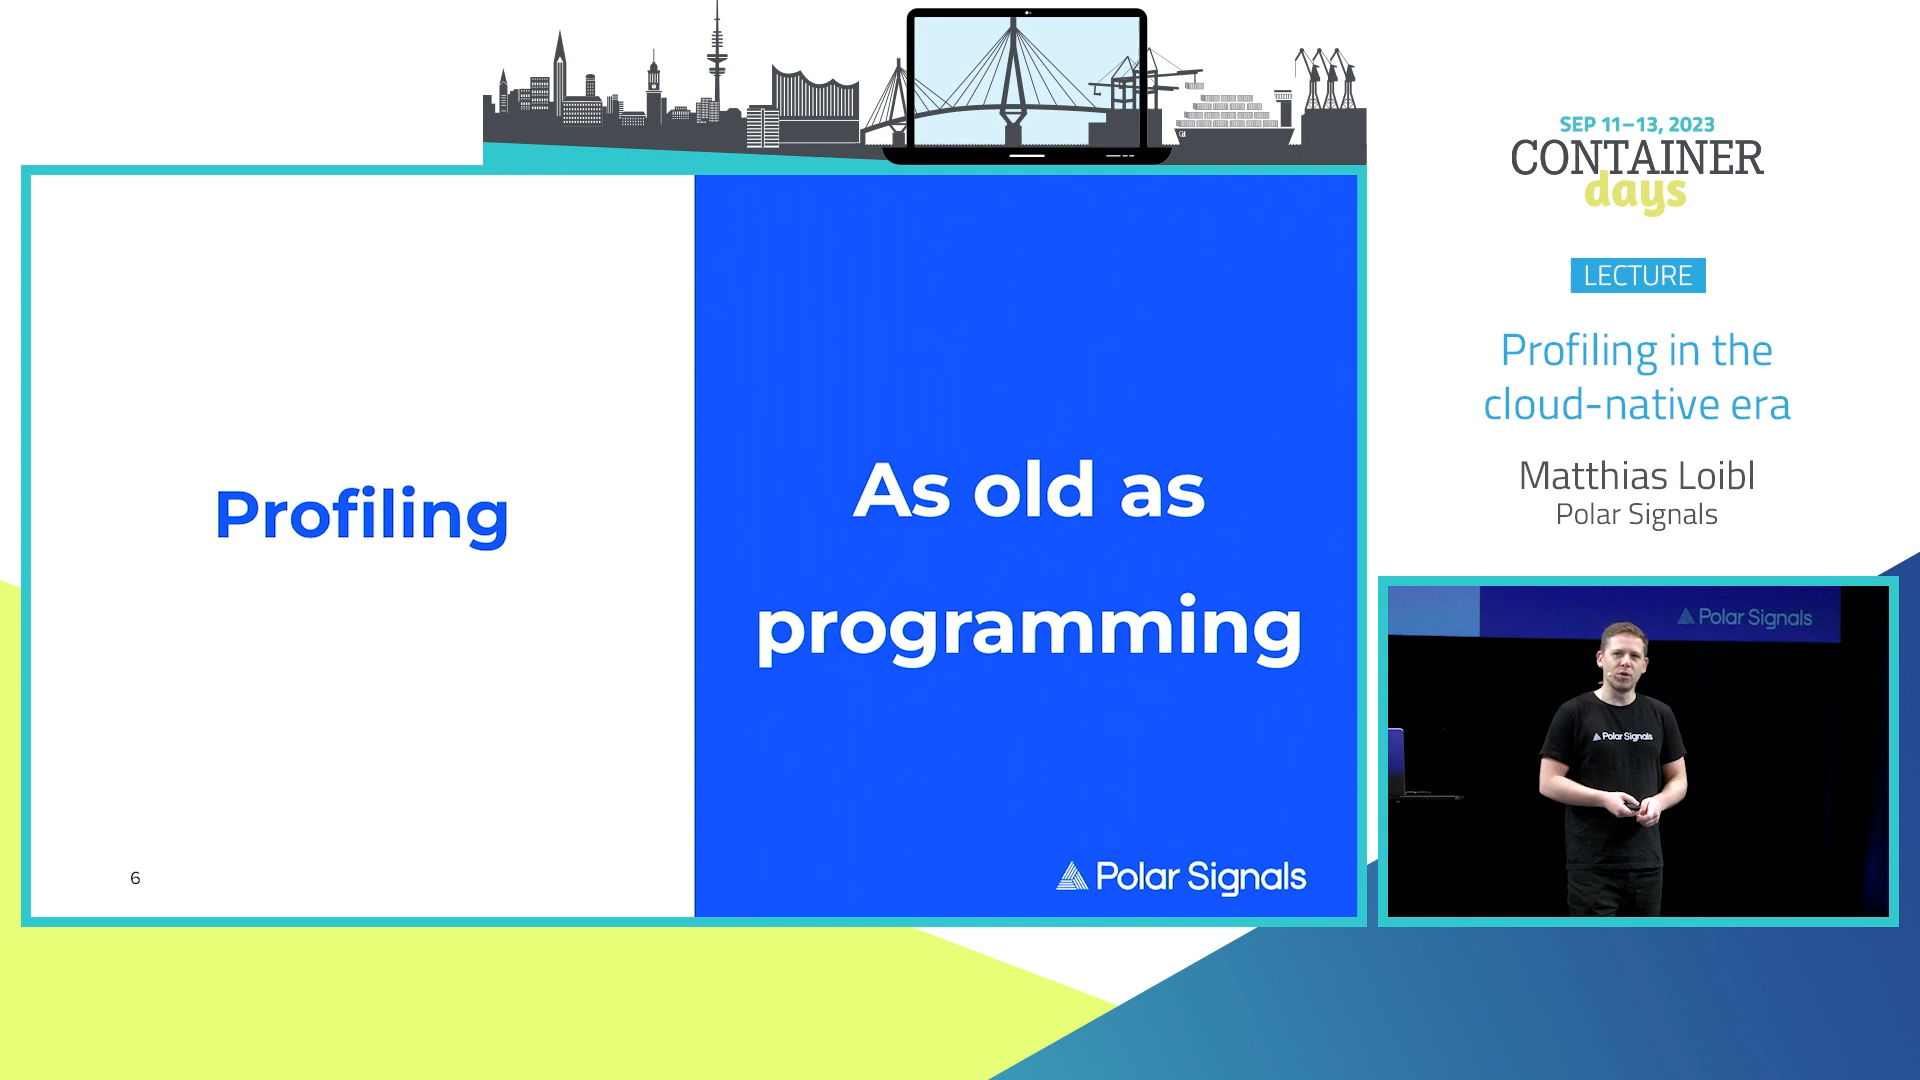 SEP 11–13, 2023
CONTAINER
days
LECTURE
Profiling in the
cloud-native era
Matthias Loibl
Polar Signals
Profiling
As old as
programming
6
Polar Signals
Polar Signals
Polar Signals